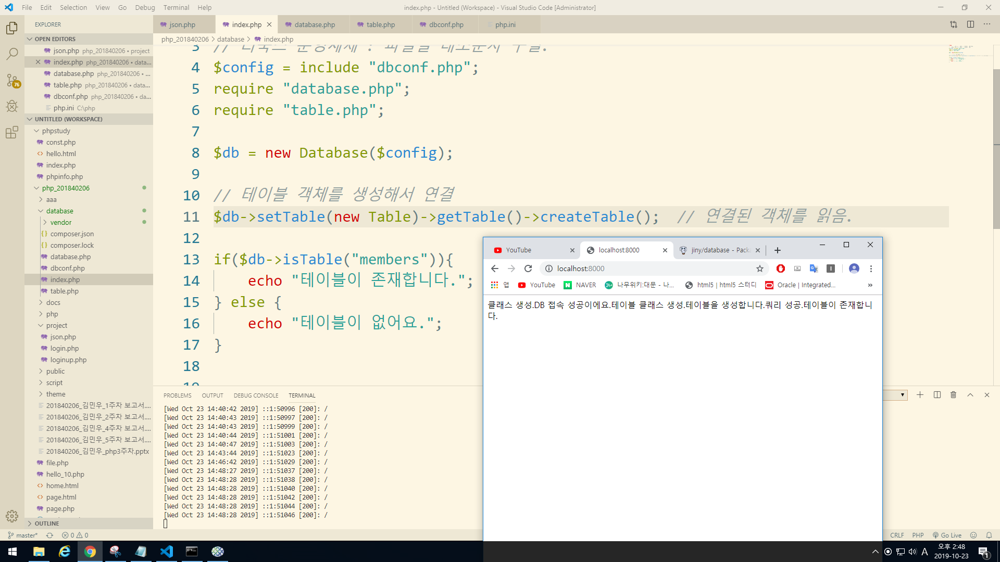 File Edit Selection View Go Debug Terminal Help
index.php - Untitled (Workspace) - Visual Studio Code [Administrator]
EXPLORER
json.php
index.php
database.php
table.php
dbconf.php
php.ini
OPEN EDITORS
php_201840206 > database > index.php
json.php php_201840206 • project
index.php php_201840206 • data...
database.php php_201840206 • ...
table.php php_201840206 • data...
dbconf.php php_201840206 • da...
php.ini C:\php
UNTITLED (WORKSPACE)
phpstudy
const.php
hello.html
index.php
phpinfo.php
php_201840206
aaa
database
vendor
composer.json
composer.lock
database.php
dbconf.php
index.php
table.php
docs
php
project
json.php
login.php
loginup.php
public
script
theme
201840206_김민우_1주차 보고서....
201840206_김민우_2주차 보고서....
201840206_김민우_4주차 보고서....
201840206_김민우_5주차 보고서....
201840206_김민우_php3주차.pptx
file.php
hello_10.php
home.html
page.html
page.php
OUTLINE
76
3 //
4 $config = include "dbconf.php";
5 require "database.php";
6 require "table.php";
7
8 $db = new Database($config);
9
10 // 테이블 객체를 생성해서 연결
11 $db->setTable(new Table)->getTable()->createTable(); // 연결된 객체를 읽음.
12
13 if($db->isTable("members")){
14 echo "테이블이 존재합니다.";
15 } else {
16 echo "테이블이 없어요.";
17 }
18
19
PROBLEMS OUTPUT DEBUG CONSOLE TERMINAL
[Wed Oct 23 14:40:42 2019] ::1:50996 [200]: /
[Wed Oct 23 14:40:43 2019] ::1:50997 [200]: /
[Wed Oct 23 14:40:43 2019] ::1:50999 [200]: /
[Wed Oct 23 14:40:44 2019] ::1:51001 [200]: /
[Wed Oct 23 14:40:47 2019] ::1:51003 [200]: /
[Wed Oct 23 14:43:44 2019] ::1:51023 [200]: /
[Wed Oct 23 14:46:42 2019] ::1:51029 [200]: /
[Wed Oct 23 14:48:27 2019] ::1:51037 [200]: /
[Wed Oct 23 14:48:28 2019] ::1:51038 [200]: /
[Wed Oct 23 14:48:28 2019] ::1:51040 [200]: /
[Wed Oct 23 14:48:28 2019] ::1:51042 [200]: /
[Wed Oct 23 14:48:28 2019] ::1:51044 [200]: /
[Wed Oct 23 14:48:28 2019] ::1:51046 [200]: /
YouTube
localhost:8000
jiny/database - Pack
localhost:8000
앱 YouTube NAVER 나무위키:대문 - 나... html5 | html5 스터디 Oracle | Integrated... »
클래스 생성.DB 접속 성공이에요.테이블 클래스 생성.테이블을 생성합니다.쿼리 성공.테이블이 존재합니
다.
master* 0 0
CRLF PHP Go Live
A
오후 2:48
2019-10-23
1